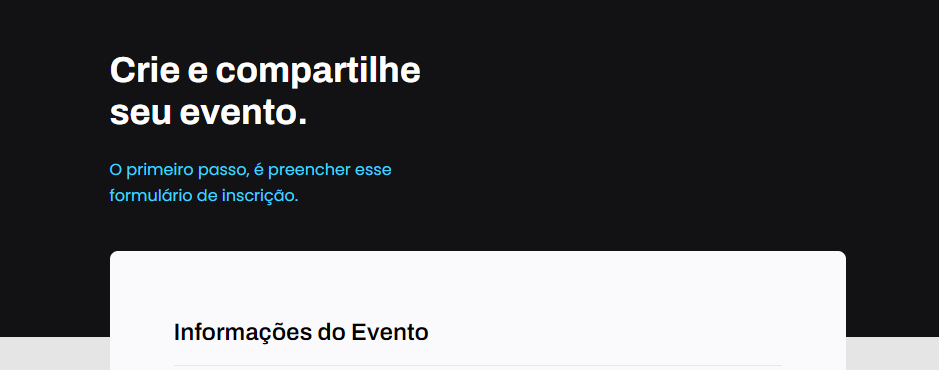 Crie e compartilhe
seu evento.
O primeiro passo, é preencher esse
formulário de inscrição.
Informações do Evento